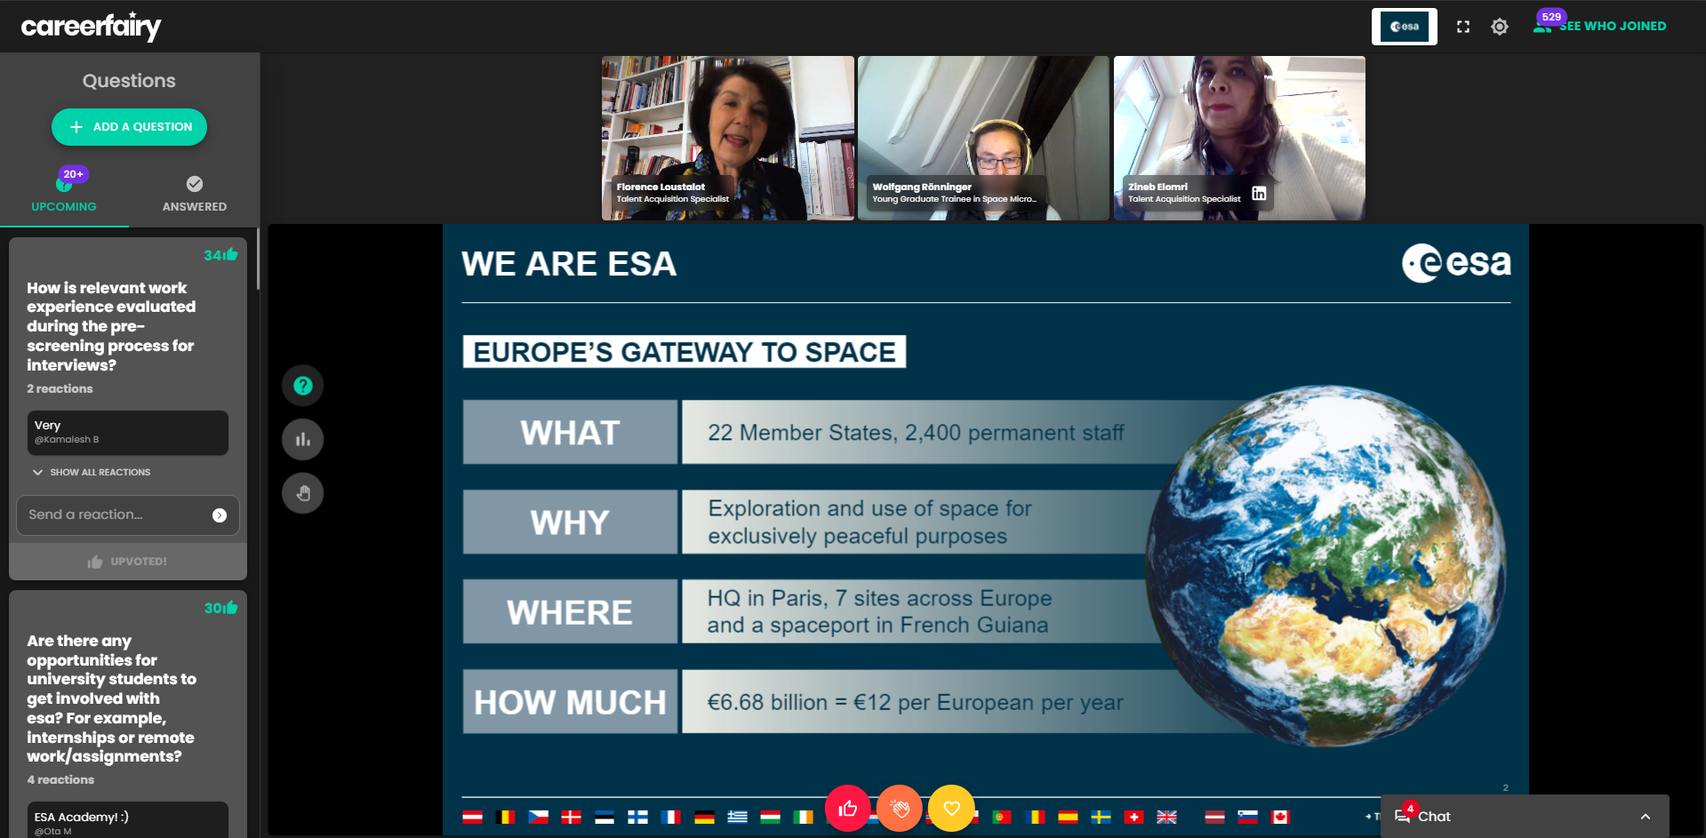 careerfairy
esa
529
SEE WHO JOINED
Questions
ADD A QUESTION
20+
UPCOMING
ANSWERED
34
How is relevant work
experience evaluated
during the pre-
screening process for
interviews?
2 reactions
Very
@Kamalesh B
SHOW ALL REACTIONS
Send a reaction...
UPVOTED!
30
Are there any
opportunities for
university students to
get involved with
esa? For example,
internships or remote
work/assignments?
4 reactions
ESA Academy! :)
@Ota M
Florence Loustalot
Talent Acquisition Specialist
Wolfgang Rönninger
Young Graduate Trainee in Space Micro...
Zineb Elomri
Talent Acquisition Specialist
in
WE ARE ESA
esa
EUROPE'S GATEWAY TO SPACE
WHAT
22 Member States, 2,400 permanent staff
WHY
Exploration and use of space for
exclusively peaceful purposes
WHERE
HQ in Paris, 7 sites across Europe
and a spaceport in French Guiana
HOW MUCH
€6.68 billion = €12 per European per year
2
4
Chat